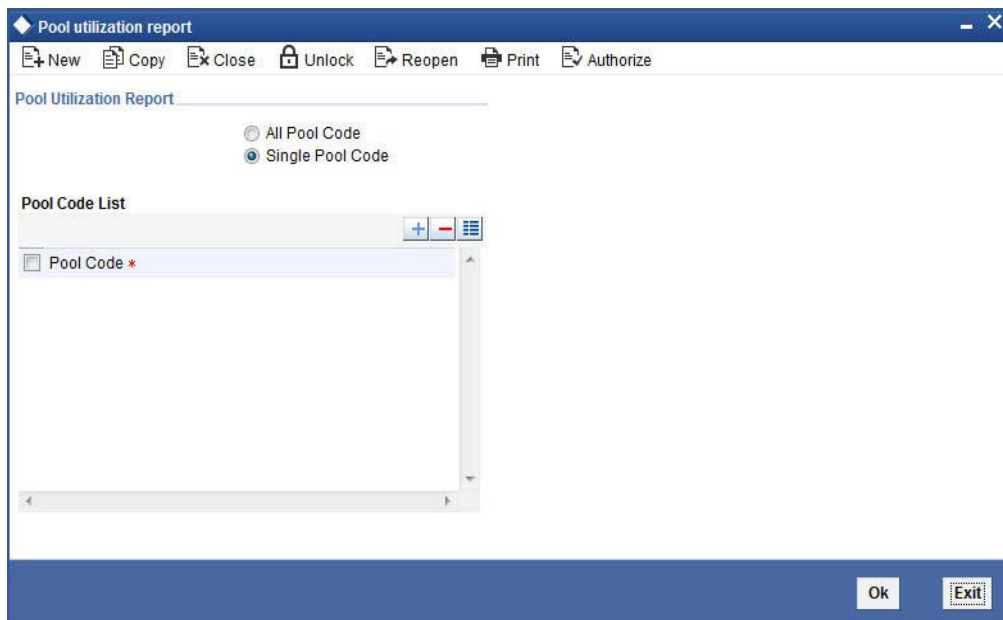 Pool utilization report
New Copy Close Unlock Reopen Print Authorize
Pool Utilization Report
All Pool Code
Single Pool Code
Pool Code List
Pool Code *
Ok Exit